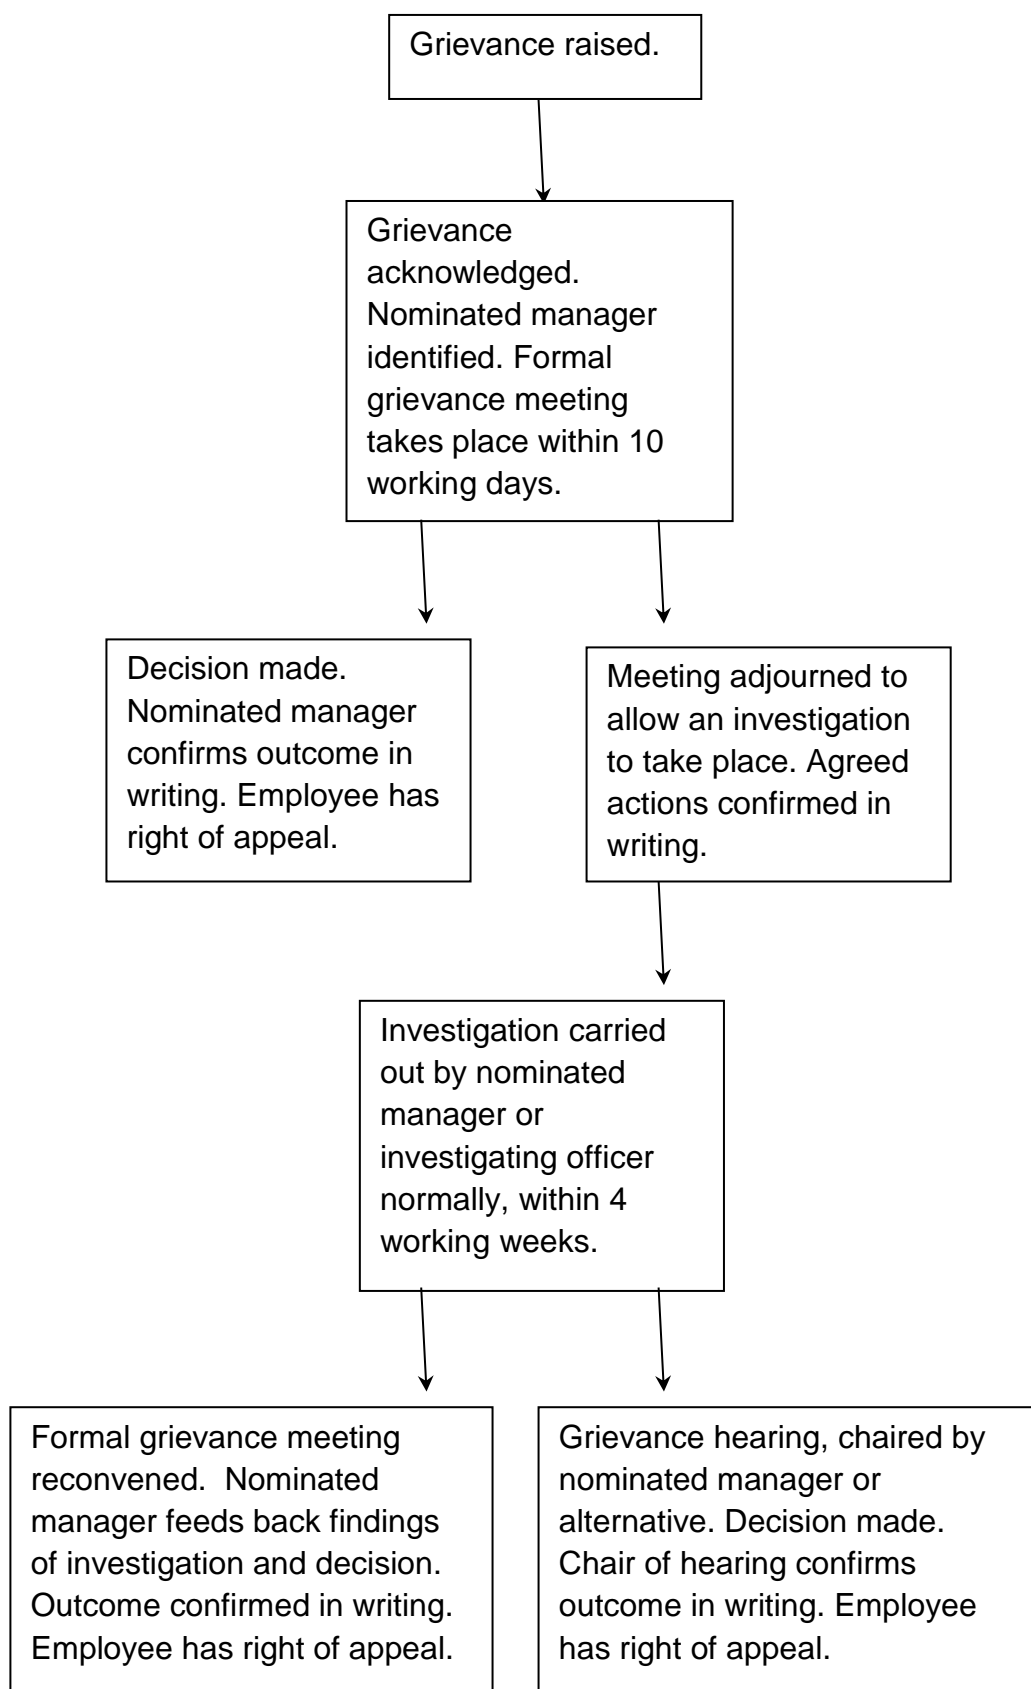 Grievance raised.
Grievance
acknowledged.
Nominated manager
identified. Formal
grievance meeting
takes place within 10
working days.
Decision made.
Nominated manager
confirms outcome in
writing. Employee has
right of appeal.
Meeting adjourned to
allow an investigation
to take place. Agreed
actions confirmed in
writing.
Investigation carried
out by nominated
manager or
investigating officer
normally, within 4
working weeks.
Formal grievance meeting
reconvened.  Nominated
manager feeds back findings
of investigation and decision.
Outcome confirmed in writing.
Employee has right of appeal.
Grievance hearing, chaired by
nominated manager or
alternative. Decision made.
Chair of hearing confirms
outcome in writing. Employee
has right of appeal.